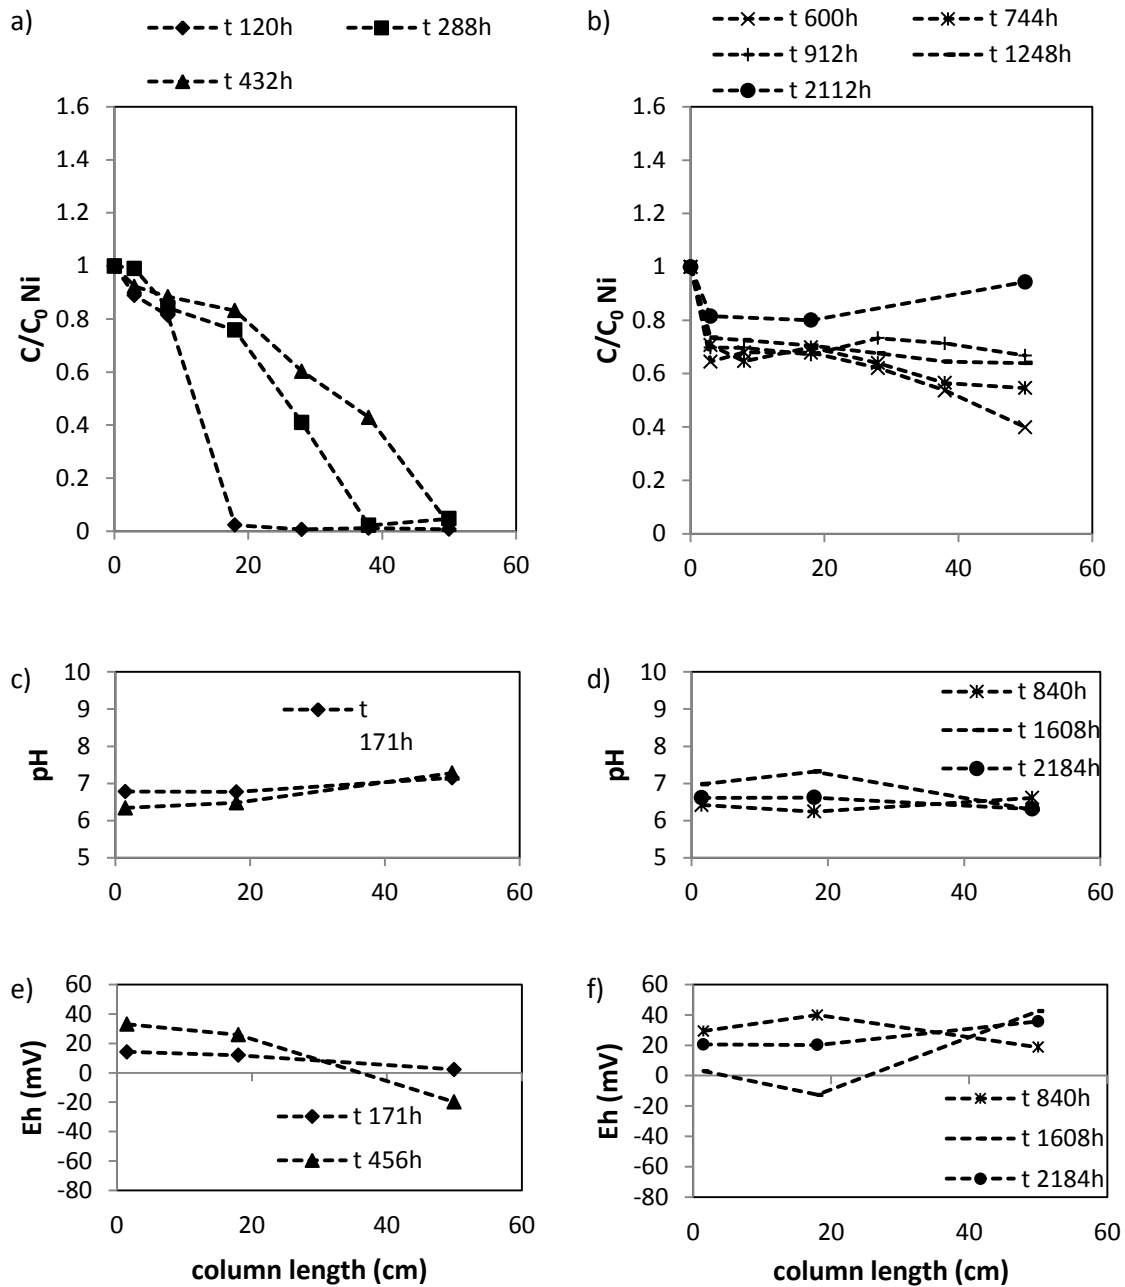 a)
t 120h
t 288h
t 432h
1.6
1.4
1.2
1
0.8
0.6
0.4
0.2
0
C/C₀ Ni
0 20 40 60
b)
t 600h
t 744h
t 912h
t 1248h
t 2112h
1.6
1.4
1.2
1
0.8
0.6
0.4
0.2
0
C/C₀ Ni
0 20 40 60
c)
10
9
8
7
6
5
pH
t
171h
0 20 40 60
d)
10
9
8
7
6
5
pH
t 840h
t 1608h
t 2184h
0 20 40 60
e)
60
40
20
0
-20
-40
-60
-80
Eh (mV)
t 171h
t 456h
0 20 40 60
column length (cm)
f)
60
40
20
0
-20
-40
-60
-80
Eh (mV)
t 840h
t 1608h
t 2184h
0 20 40 60
column length (cm)